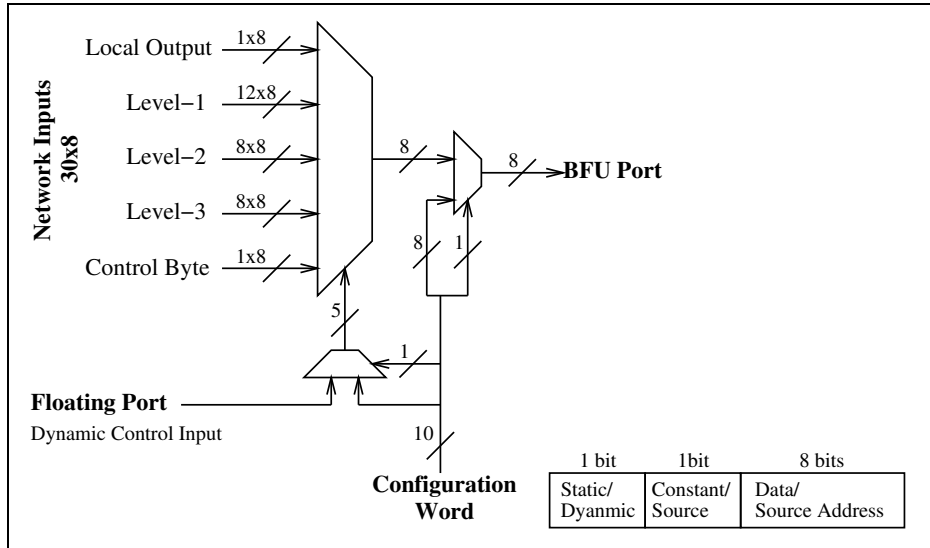 Network Inputs
30x8
Local Output
1x8
Level−1
12x8
Level−2
8x8
Level−3
8x8
Control Byte
1x8
8
8
BFU Port
8
1
5
1
Floating Port
Dynamic Control Input
10
Configuration
Word
1 bit
1bit
8 bits
Static/
Dyanmic
Constant/
Source
Data/
Source Address